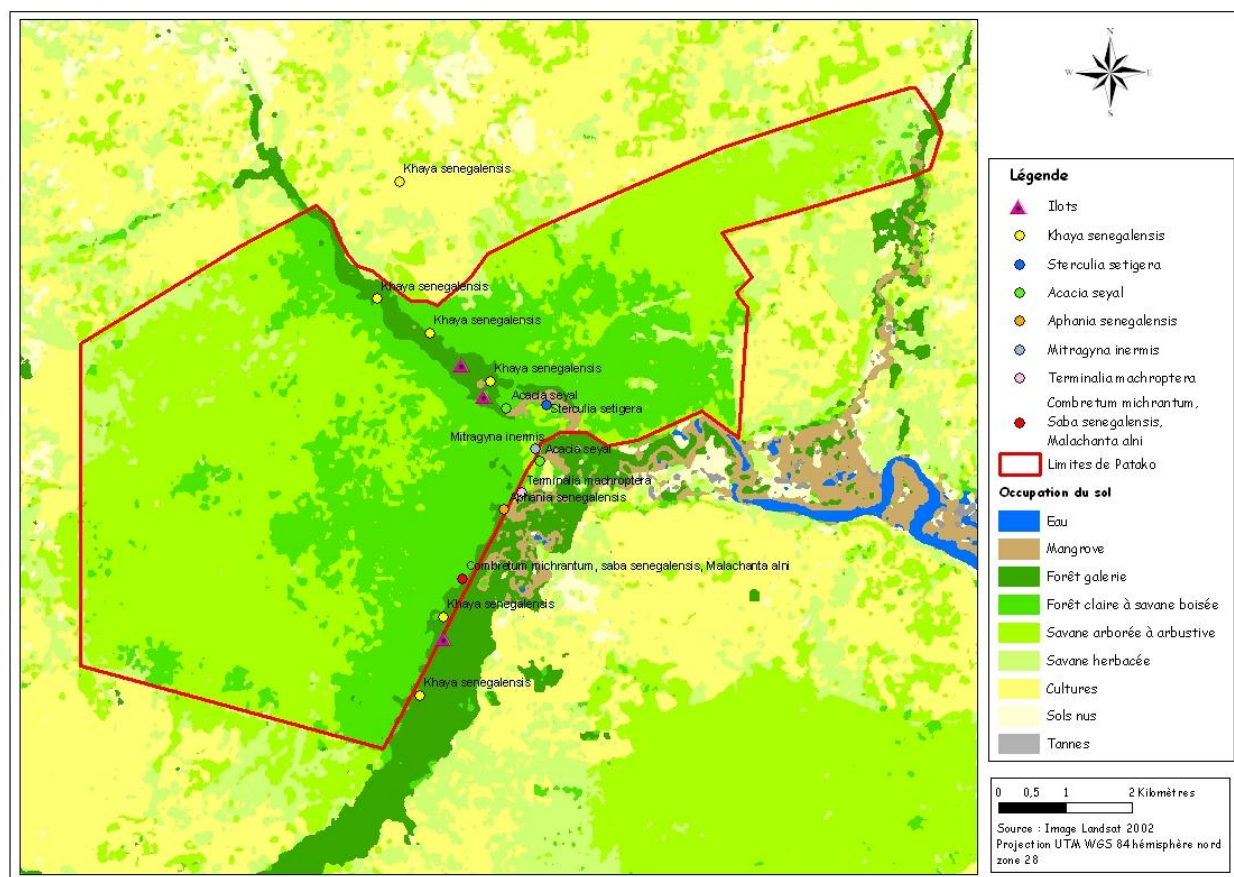 N
W E
S
Khaya senegalensis
Khaya senegalensis
Khaya senegalensis
Khaya senegalensis
Acacia seyal
Sterculia setigera
Mitragyna inermis
Acacia seyal
Terminalia machroptera
Aphania senegalensis
Combretum michrantum, saba senegalensis, Malachanta alni
Khaya senegalensis
Khaya senegalensis
Légende
Ilots
Khaya senegalensis
Sterculia setigera
Acacia seyal
Aphania senegalensis
Mitragyna inermis
Terminalia machroptera
Combretum michrantum,
Saba senegalensis,
Malachanta alni
Limites de Patako
Occupation du sol
Eau
Mangrove
Forêt galerie
Forêt claire à savane boisée
Savane arborée à arbustive
Savane herbacée
Cultures
Sols nus
Tannes
0 0,5 1 2 Kilomètres
Source : Image Landsat 2002
Projection UTM WGS 84 hémisphère nord
zone 28